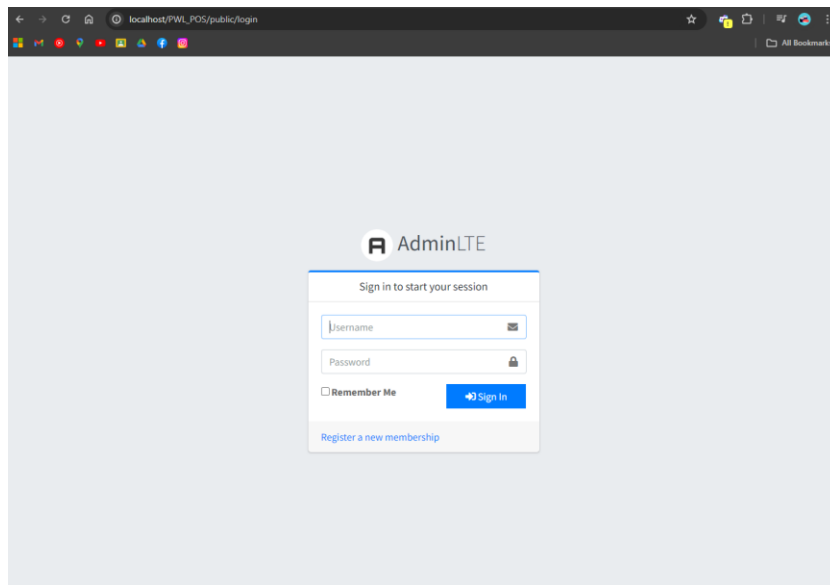 localhost/PWL_POS/public/login
All Bookmarks
AdminLTE
Sign in to start your session
Username
Password
Remember Me
Sign In
Register a new membership